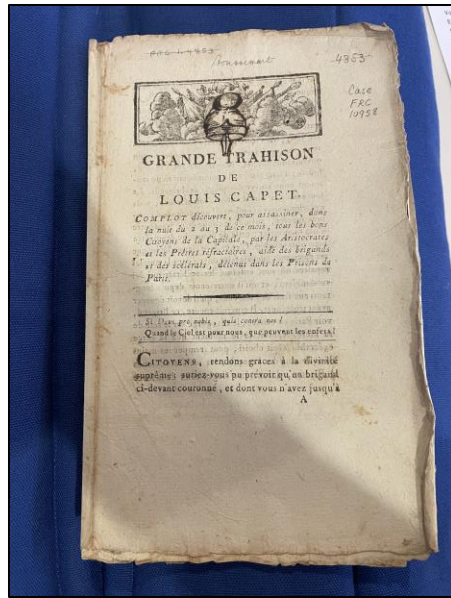 FRC 4.4853
4853
Case
FRC
10958
GRANDE TRAHISON
DE
LOUIS CAPET.
COMPLOT découvert, pour assassiner, dans
la nuit du 2 au 3 de ce mois, tous les bons
Citoyens de la Capitale, par les Aristocrates
et les Prêtres réfractaires, aidé des brigands
et des scélérats, détenus dans les Prisons de
Paris.
Si Deus pro nobis, quis contra nos!
Quand le Ciel est pour nous, que peuvent les enfers!
CITOYENS, rendons grâces à la divinité
suprême: auriez-vous pu prévoir qu'un brigand
ci-devant couronné, et dont vous n'avez jusqu'à
A